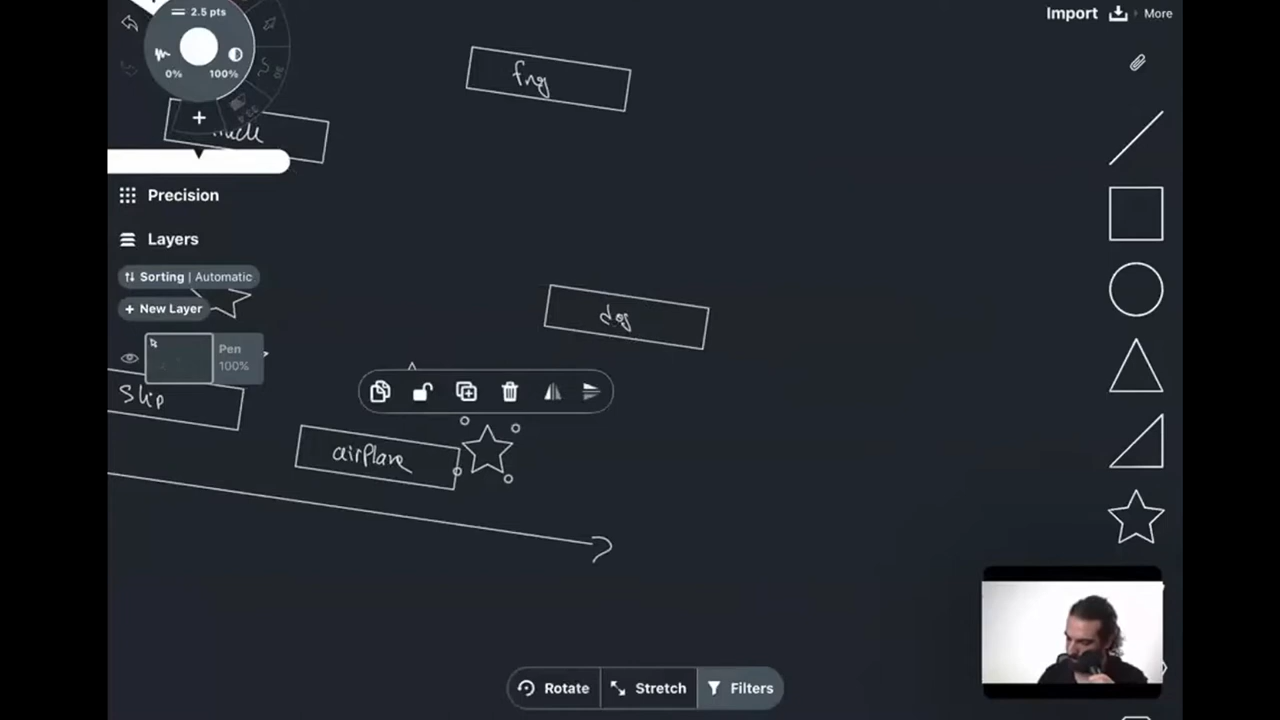 2.5 pts
0%
100%
Import
More
frog
Precision
Layers
Sorting | Automatic
New Layer
Pen
100%
dog
Ship
airplane
Rotate
Stretch
Filters